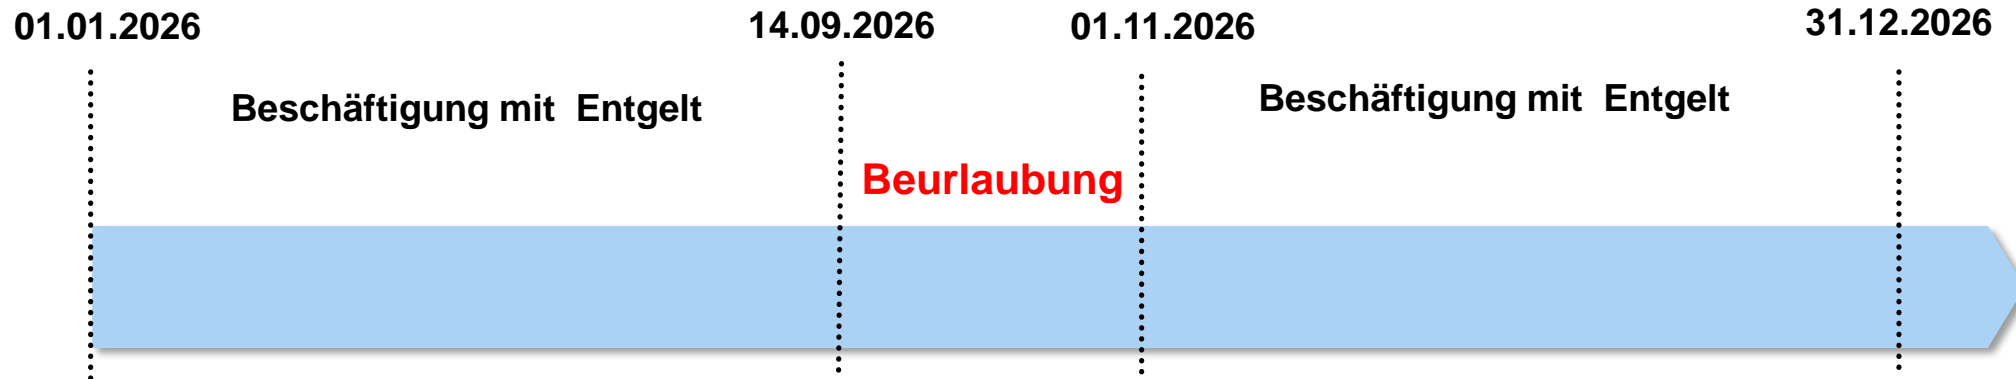 01.01.2026
14.09.2026
01.11.2026
31.12.2026
Beschäftigung mit Entgelt
Beschäftigung mit Entgelt
Beurlaubung